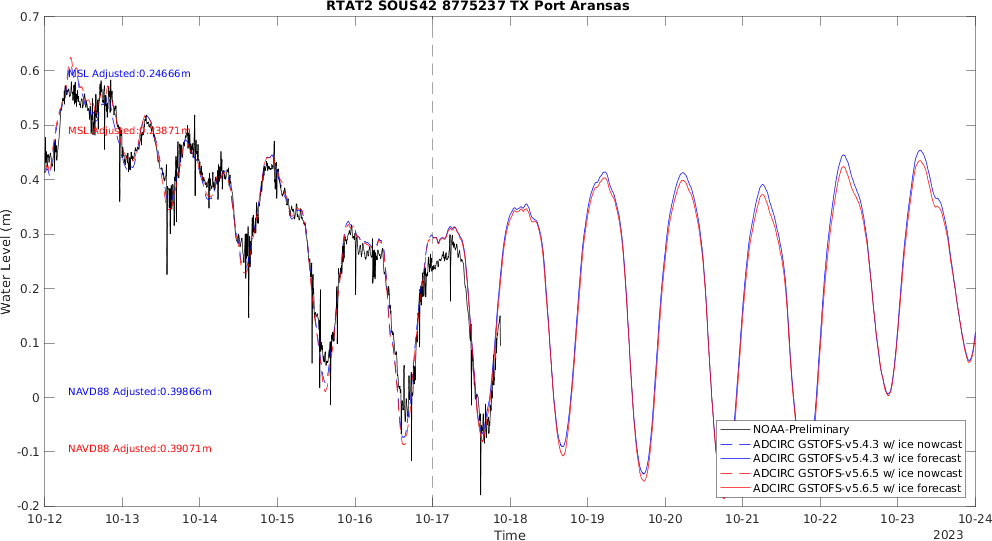 RTAT2 SOUS42 8775237 TX Port Aransas
0.7
0.6
0.5
0.4
0.3
0.2
0.1
0
-0.1
-0.2
Water Level (m)
MSL Adjusted:0.24666m
MSL Adjusted:0.23871m
NAVD88 Adjusted:0.39866m
NAVD88 Adjusted:0.39071m
NOAA-Preliminary
ADCIRC GSTOFS-v5.4.3 w/ ice nowcast
ADCIRC GSTOFS-v5.4.3 w/ ice forecast
ADCIRC GSTOFS-v5.6.5 w/ ice nowcast
ADCIRC GSTOFS-v5.6.5 w/ ice forecast
10-12 10-13 10-14 10-15 10-16 10-17 10-18 10-19 10-20 10-21 10-22 10-23 10-24
Time
2023